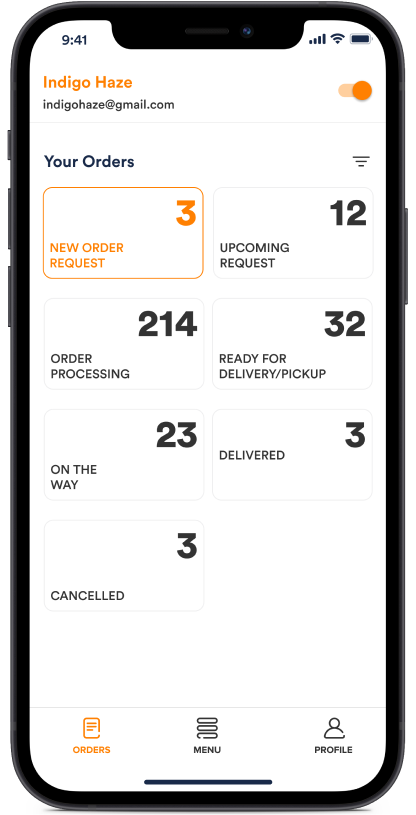 9:41
Indigo Haze
indigohaze@gmail.com
Your Orders
3
NEW ORDER
REQUEST
12
UPCOMING
REQUEST
214
ORDER
PROCESSING
32
READY FOR
DELIVERY/PICKUP
23
ON THE
WAY
3
DELIVERED
3
CANCELLED
ORDERS
MENU
PROFILE